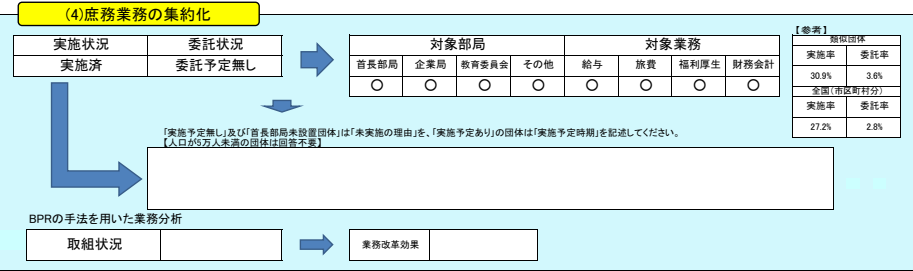 (4)庶務業務の集約化
【参考】
実施状況 委託状況
実施済 委託予定無し
対象部局 対象業務
首長部局 企業局 教育委員会 その他 給与 旅費 福利厚生 財務会計
○ ○ ○ ○ ○ ○ ○ ○
類似団体
実施率 委託率
30.9% 3.6%
全国(市区町村分)
実施率 委託率
27.2% 2.8%
「実施予定無し」及び「首長部局未設置団体」は「未実施の理由」を、「実施予定あり」の団体は「実施予定時期」を記述してください。
【人口が5万人未満の団体は回答不要】
BPRの手法を用いた業務分析
取組状況
業務改革効果